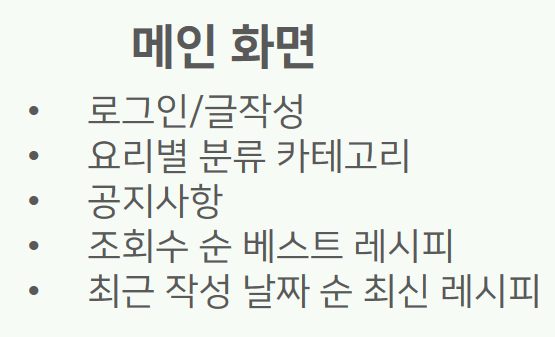 메인 화면
• 로그인/글작성
• 요리별 분류 카테고리
• 공지사항
• 조회수 순 베스트 레시피
• 최근 작성 날짜 순 최신 레시피